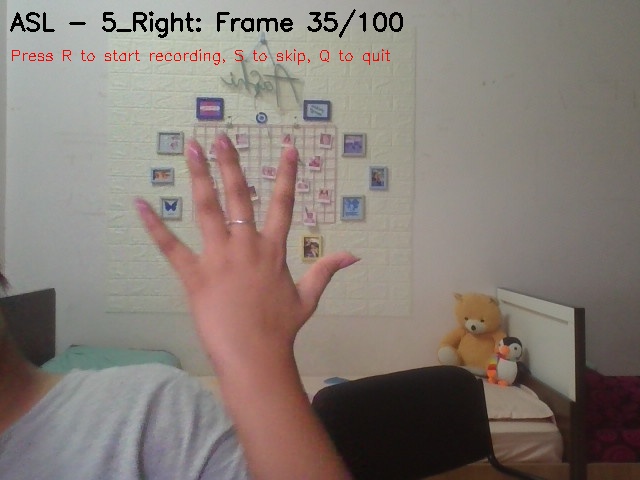 ASL - 5_Right: Frame 35/100
Press R to start recording, S to skip, Q to quit